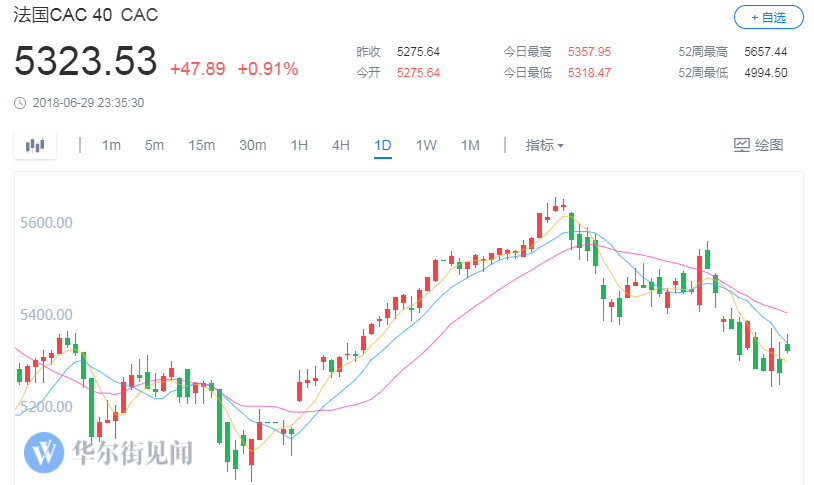 法国CAC 40 CAC
+ 自选
5323.53 +47.89 +0.91%
昨收 5275.64 今日最高 5357.95 52周最高 5657.44
今开 5275.64 今日最低 5318.47 52周最低 4994.50
2018-06-29 23:35:30
1m 5m 15m 30m 1H 4H 1D 1W 1M 指标 绘图
5600.00
5400.00
5200.00
W 华尔街见闻